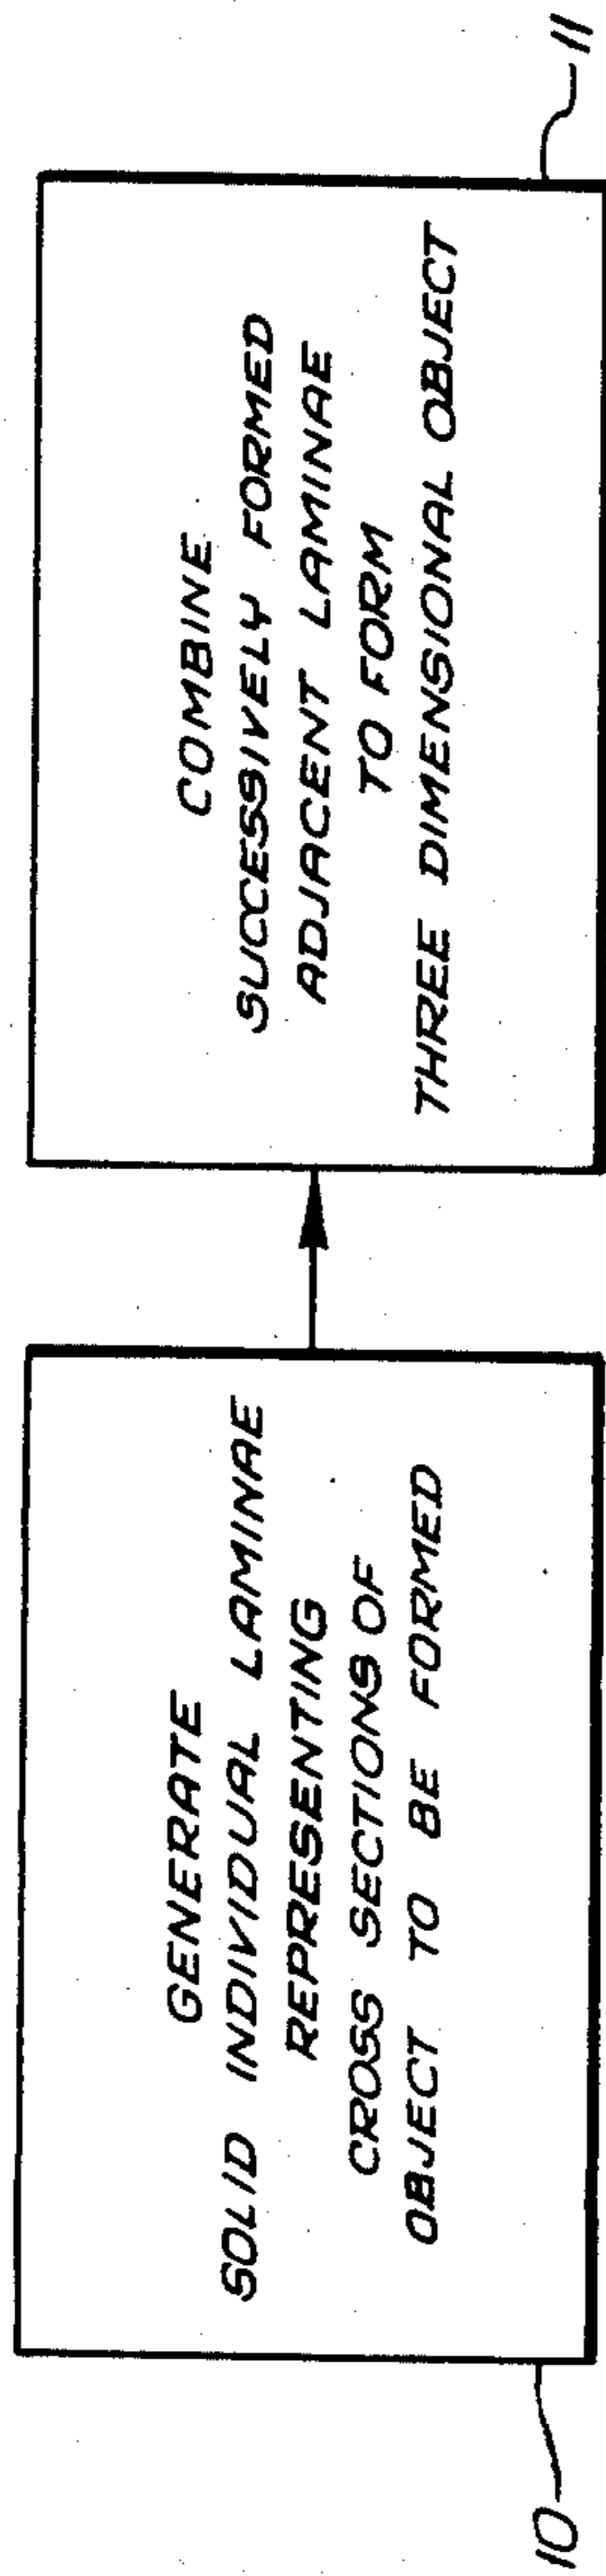 GENERATE
SOLID INDIVIDUAL LAMINAE
REPRESENTING
CROSS SECTIONS OF
OBJECT TO BE FORMED
10
COMBINE
SUCCESSIVELY FORMED
ADJACENT LAMINAE
TO FORM
THREE DIMENSIONAL OBJECT
11